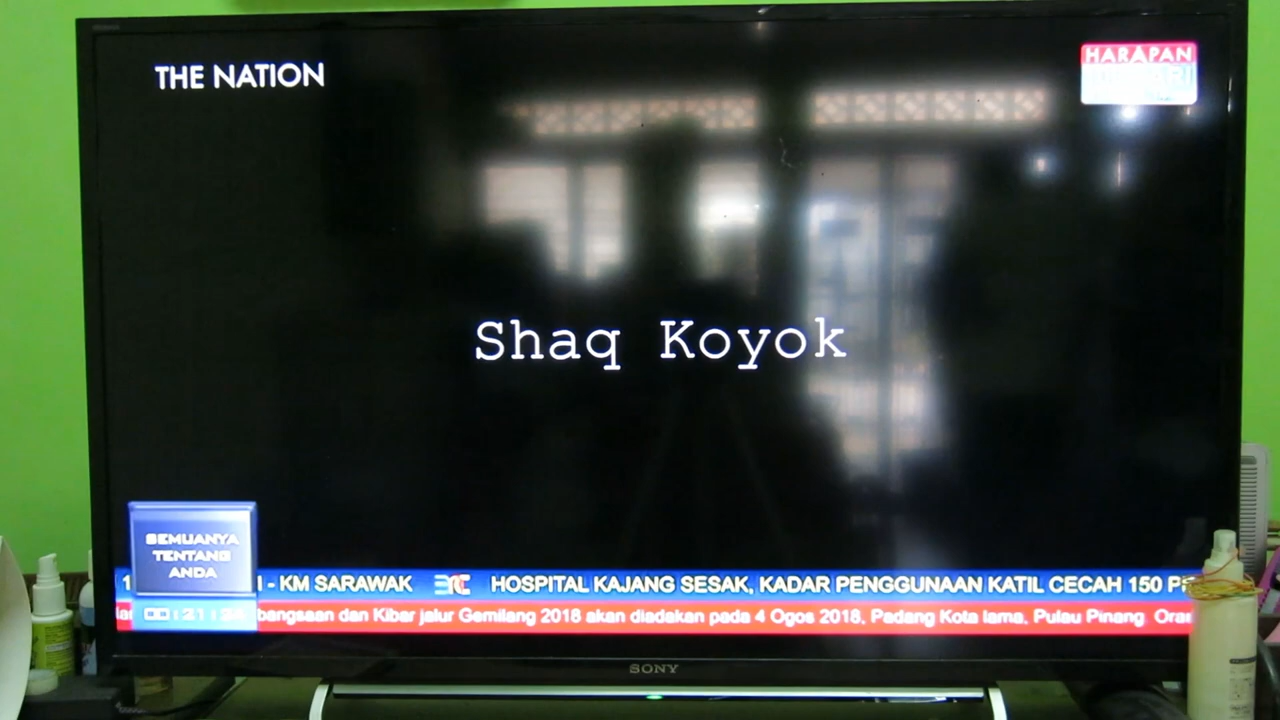 THE NATION
HARAPAN
Shaq Koyok
SEMUANYA
TENTANG
ANDA
- KM SARAWAK
HOSPITAL KAJANG SESAK, KADAR PENGGUNAAN KATIL CECAH 150
bangsaan dan Kibar jalur Gemilang 2018 akan diadakan pada 4 Ogos 2018, Padang Kota lama, Pulau Pinang
SONY